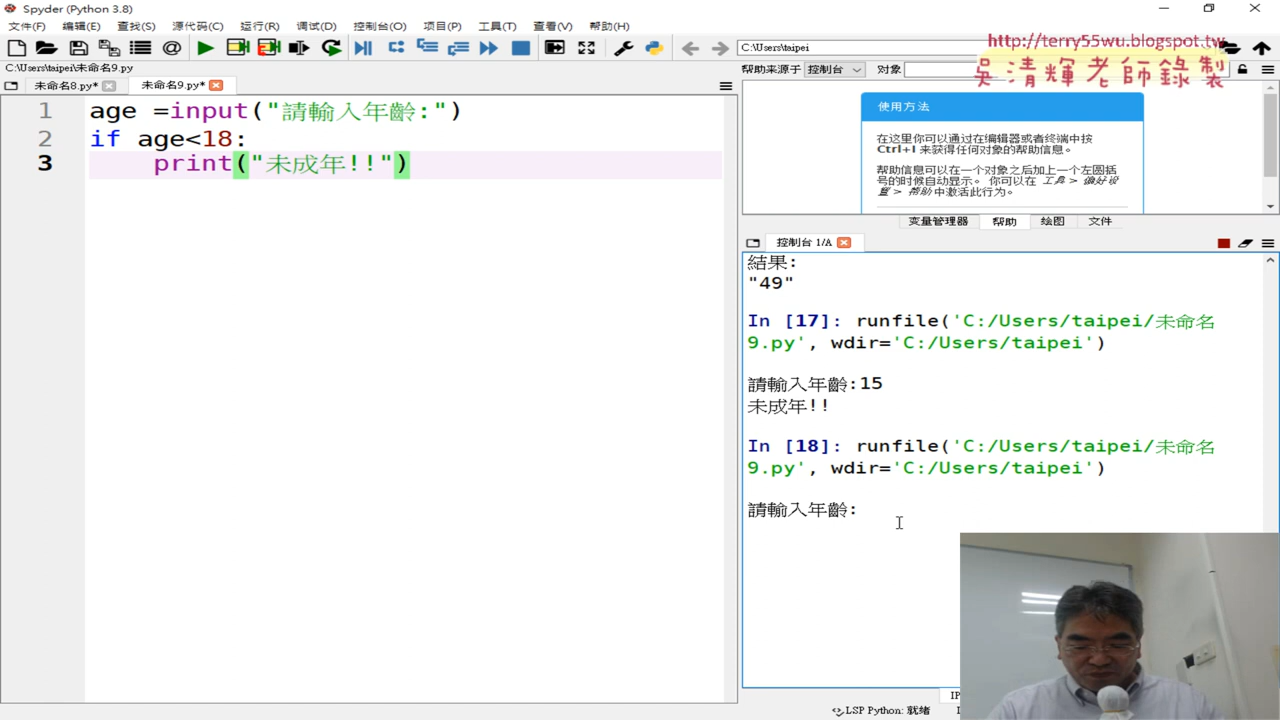 Spyder (Python 3.8)
文件(F) 编辑(E) 查找(S) 源代码(C) 运行(R) 调试(D) 控制台(O) 项目(P) 工具(T) 查看(V) 帮助(H)
C:\Users\taipei
http://terry55wu.blogspot.tw
吳清輝老師錄製
C:\Users\taipei\未命名9.py
帮助来源于 控制台 对象
未命名8.py* 未命名9.py*
1 age =input("請輸入年齡:")
2 if age<18:
3 print("未成年!!")
使用方法
在这里你可以通过在编辑器或者终端中按
Ctrl+I 来获得任何对象的帮助信息。
帮助信息可以在一个对象之后加上一个左圆括
号的时候自动显示。 你可以在 工具 > 偏好设
置 > 帮助 中激活此行为。
变量管理器 帮助 绘图 文件
控制台 1/A
結果:
"49"
In [17]: runfile('C:/Users/taipei/未命名
9.py', wdir='C:/Users/taipei')
請輸入年齡:15
未成年!!
In [18]: runfile('C:/Users/taipei/未命名
9.py', wdir='C:/Users/taipei')
請輸入年齡:
LSP Python: 就绪